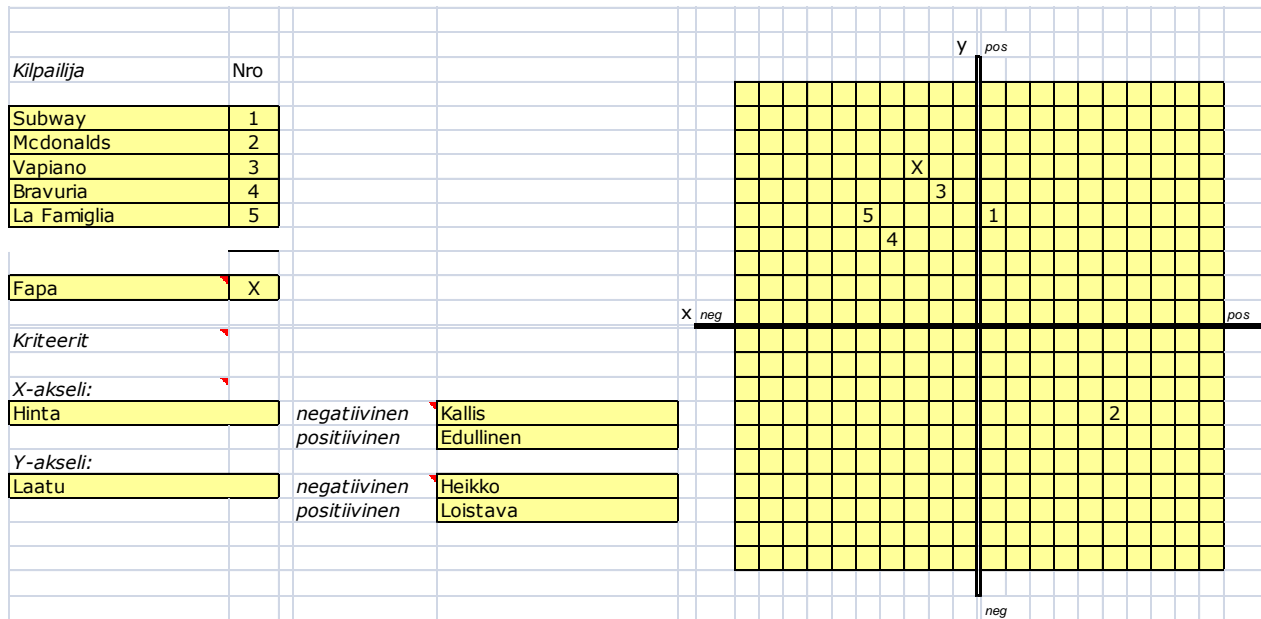 y pos
Kilpailija Nro
Subway 1
Mcdonalds 2
Vapiano 3
Bravuria 4
La Famiglia 5
Fapa X
X
3
5 1
4
x neg pos
Kriteerit
X-akseli:
Hinta negatiivinen Kallis
positiivinen Edullinen
2
Y-akseli:
Laatu negatiivinen Heikko
positiivinen Loistava
neg